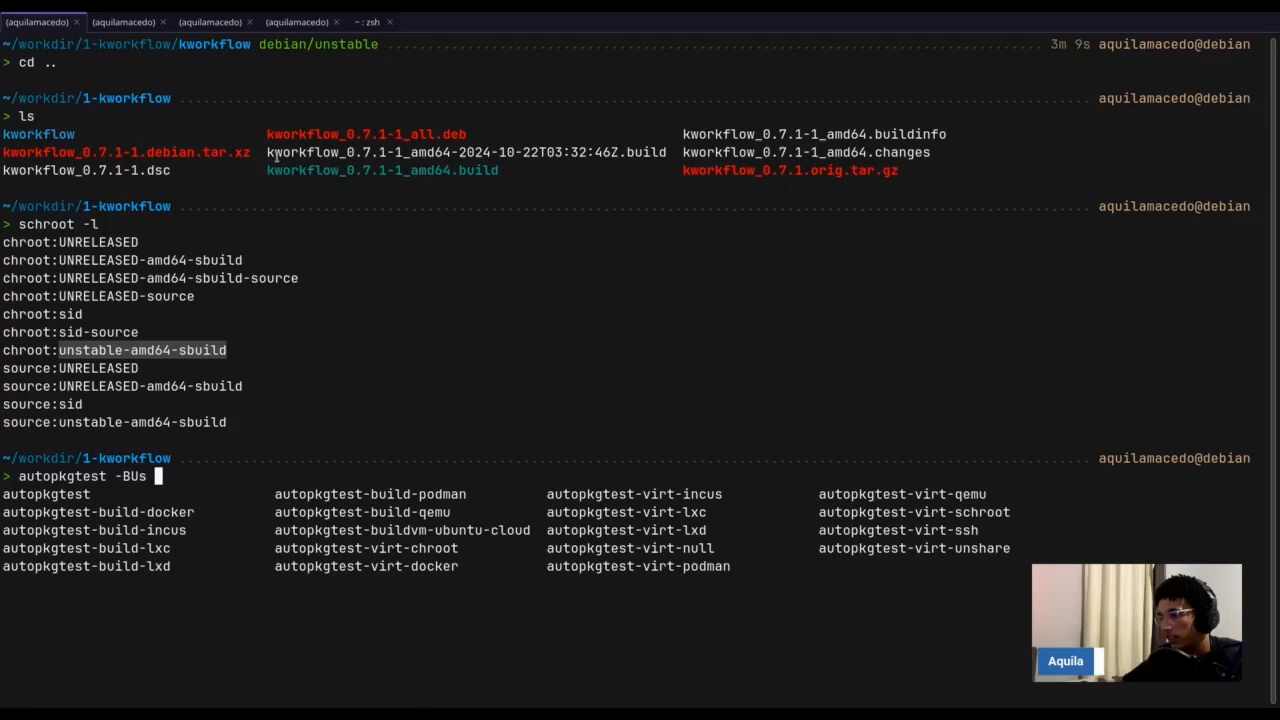 (aquilamacedo) × (aquilamacedo) × (aquilamacedo) × (aquilamacedo) × ~ : zsh ×
~/workdir/1-kworkflow/kworkflow debian/unstable 3m 9s aquilamacedo@debian
> cd ..
~/workdir/1-kworkflow aquilamacedo@debian
> ls
kworkflow kworkflow_0.7.1-1_all.deb kworkflow_0.7.1-1_amd64.buildinfo
kworkflow_0.7.1-1.debian.tar.xz kworkflow_0.7.1-1_amd64-2024-10-22T03:32:46Z.build kworkflow_0.7.1-1_amd64.changes
kworkflow_0.7.1-1.dsc kworkflow_0.7.1-1_amd64.build kworkflow_0.7.1.orig.tar.gz
~/workdir/1-kworkflow aquilamacedo@debian
> schroot -l
chroot:UNRELEASED
chroot:UNRELEASED-amd64-sbuild
chroot:UNRELEASED-amd64-sbuild-source
chroot:UNRELEASED-source
chroot:sid
chroot:sid-source
chroot:unstable-amd64-sbuild
source:UNRELEASED
source:UNRELEASED-amd64-sbuild
source:sid
source:unstable-amd64-sbuild
~/workdir/1-kworkflow aquilamacedo@debian
> autopkgtest -BUs
autopkgtest autopkgtest-build-podman autopkgtest-virt-incus autopkgtest-virt-qemu
autopkgtest-build-docker autopkgtest-build-qemu autopkgtest-virt-lxc autopkgtest-virt-schroot
autopkgtest-build-incus autopkgtest-buildvm-ubuntu-cloud autopkgtest-virt-lxd autopkgtest-virt-ssh
autopkgtest-build-lxc autopkgtest-virt-chroot autopkgtest-virt-null autopkgtest-virt-unshare
autopkgtest-build-lxd autopkgtest-virt-docker autopkgtest-virt-podman
Aquila